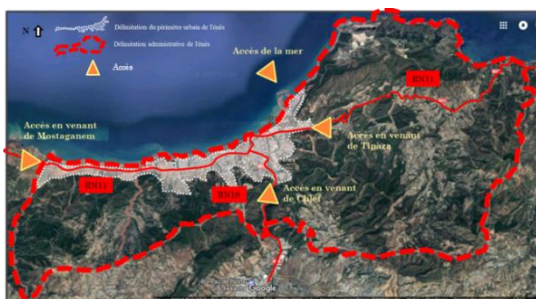 N
Délimitation du périmètre urbain de Ténès
Délimitation administrative de Ténès
Accès
Accès de la mer
RN11
Accès en venant
de Tipaza
Accès en venant
de Mostaganem
RN11
RN19
Accès en venant
de Chlef
Google